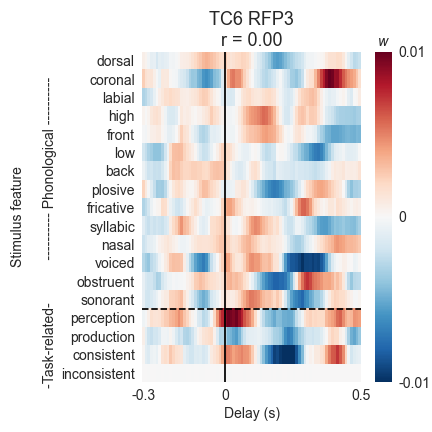 TC6 RFP3
r = 0.00
w
dorsal
coronal
labial
high
front
low
back
plosive
fricative
syllabic
nasal
voiced
obstruent
sonorant
perception
production
consistent
inconsistent
Stimulus feature
-Task-related- ---------- Phonological ----------
-0.3
0
0.5
Delay (s)
0.01
0
-0.01